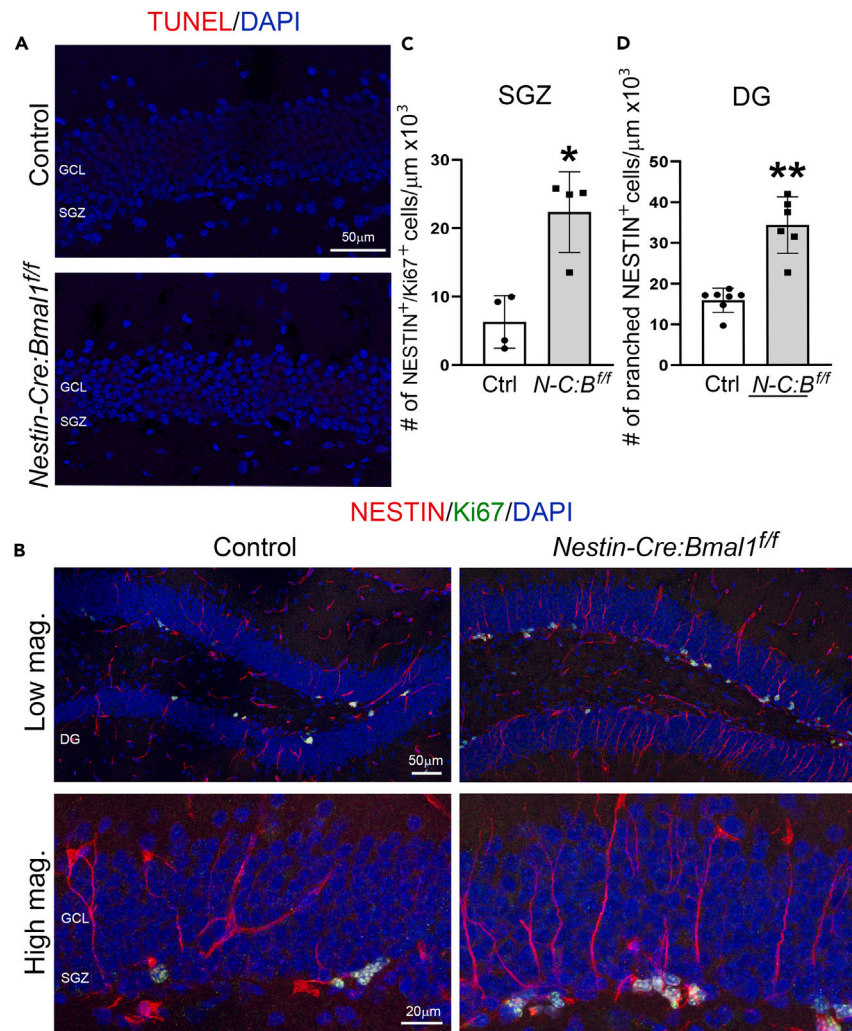 TUNEL/DAPI
A
Control
GCL
SGZ
50μm
Nestin-Cre:Bmal1f/f
GCL
SGZ
C
SGZ
# of NESTIN+/Ki67+ cells/μm x10³
30
20
10
0
*
Ctrl
N-C:Bf/f
D
DG
# of branched NESTIN+ cells/μm x10³
50
40
30
20
10
0
**
Ctrl
N-C:Bf/f
NESTIN/Ki67/DAPI
B
Control
Nestin-Cre:Bmal1f/f
Low mag.
DG
50μm
High mag.
GCL
SGZ
20μm